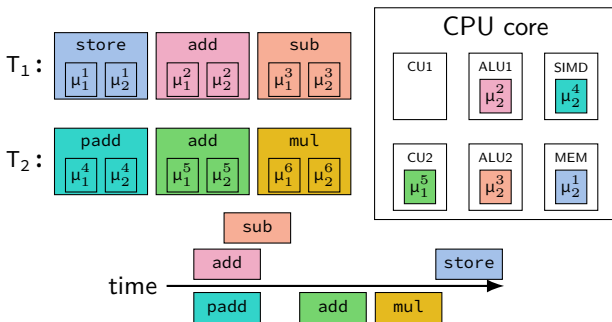 T₁: store add sub
μ₁¹ μ₂¹ μ₁² μ₂² μ₁³ μ₂³
T₂: padd add mul
μ₁⁴ μ₂⁴ μ₁⁵ μ₂⁵ μ₁⁶ μ₂⁶
CPU core
CU1 ALU1 SIMD
μ₂² μ₂⁴
CU2 ALU2 MEM
μ₁⁵ μ₂³ μ₂¹
sub
add store
time
padd add mul